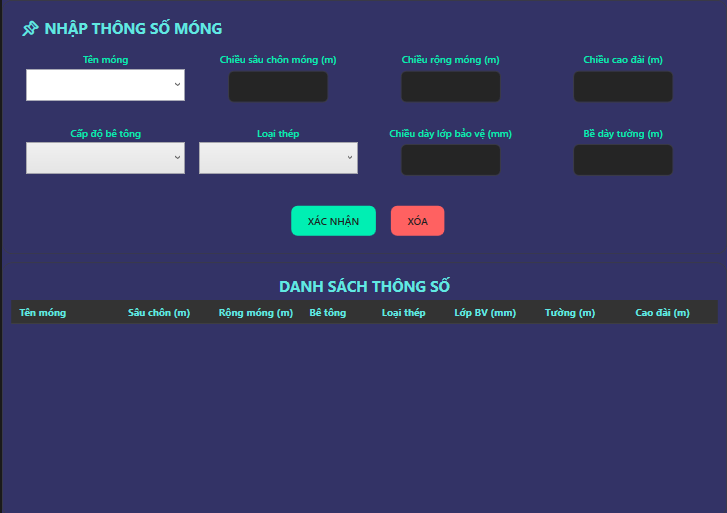 NHẬP THÔNG SỐ MÓNG
Tên móng Chiều sâu chôn móng (m) Chiều rộng móng (m) Chiều cao đài (m)
Cấp độ bê tông Loại thép Chiều dày lớp bảo vệ (mm) Bề dày tường (m)
XÁC NHẬN XÓA
DANH SÁCH THÔNG SỐ
Tên móng Sâu chôn (m) Rộng móng (m) Bê tông Loại thép Lớp BV (mm) Tường (m) Cao đài (m)